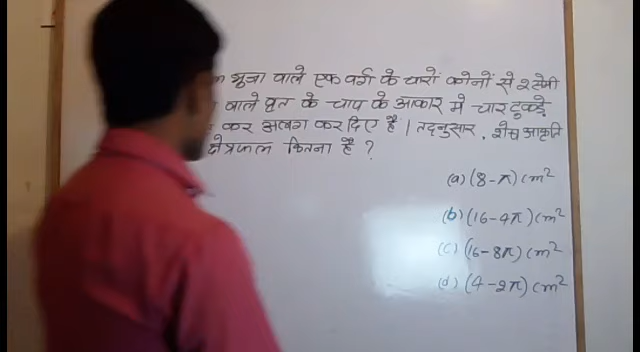 भुजा वाले एक वर्ग के चारों कोनों से २ सेमी
वाले वृत के चाप के आकार में चार टुकड़े
कर अलग कर दिए है। तदनुसार, शेष आकृति
क्षेत्रफल कितना है ?
(a) (8-π) cm²
(b) (16-4π) cm²
(c) (16-8π) cm²
(d) (4-2π) cm²